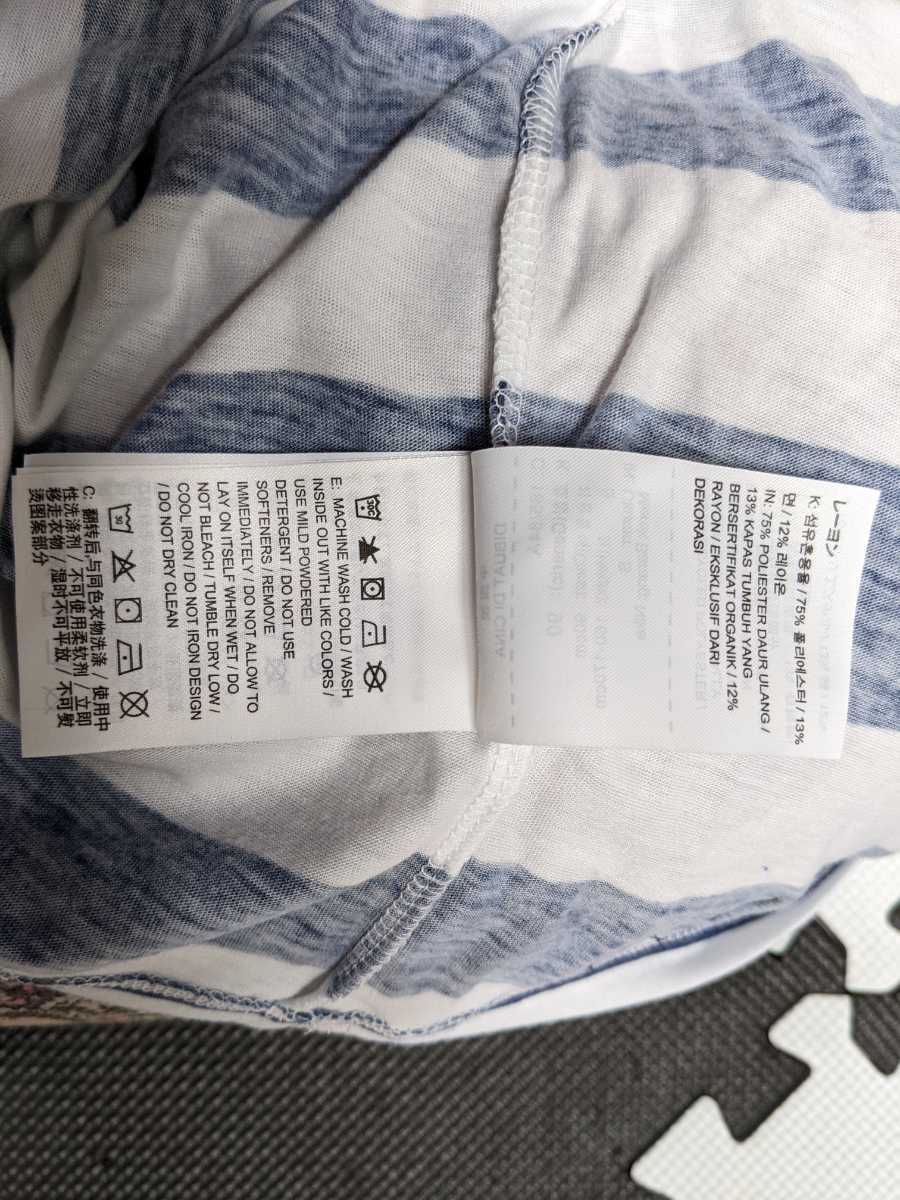 レーヨン
K: 섬유혼용율 / 75% 폴리에스터 / 13%
면 / 12% 레이온
IN: 75% POLIESTER DAUR ULANG /
13% KAPAS TUMBUH YANG
BERSERTIFIKAT ORGANIK / 12%
RAYON / EKSKLUSIF DARI
DEKORASI
30C
E: MACHINE WASH COLD / WASH
INSIDE OUT WITH LIKE COLORS /
USE MILD POWDERED
DETERGENT / DO NOT USE
SOFTENERS / REMOVE
IMMEDIATELY / DO NOT ALLOW TO
LAY ON ITSELF WHEN WET / DO
NOT BLEACH / TUMBLE DRY LOW /
COOL IRON / DO NOT IRON DESIGN
/ DO NOT DRY CLEAN
30
C: 翻转后与同色衣物洗涤 / 使用中
性洗涤剂 / 不可使用柔软剂 / 立即
移走衣物 / 湿时不可平放 / 不可熨
烫图案部分